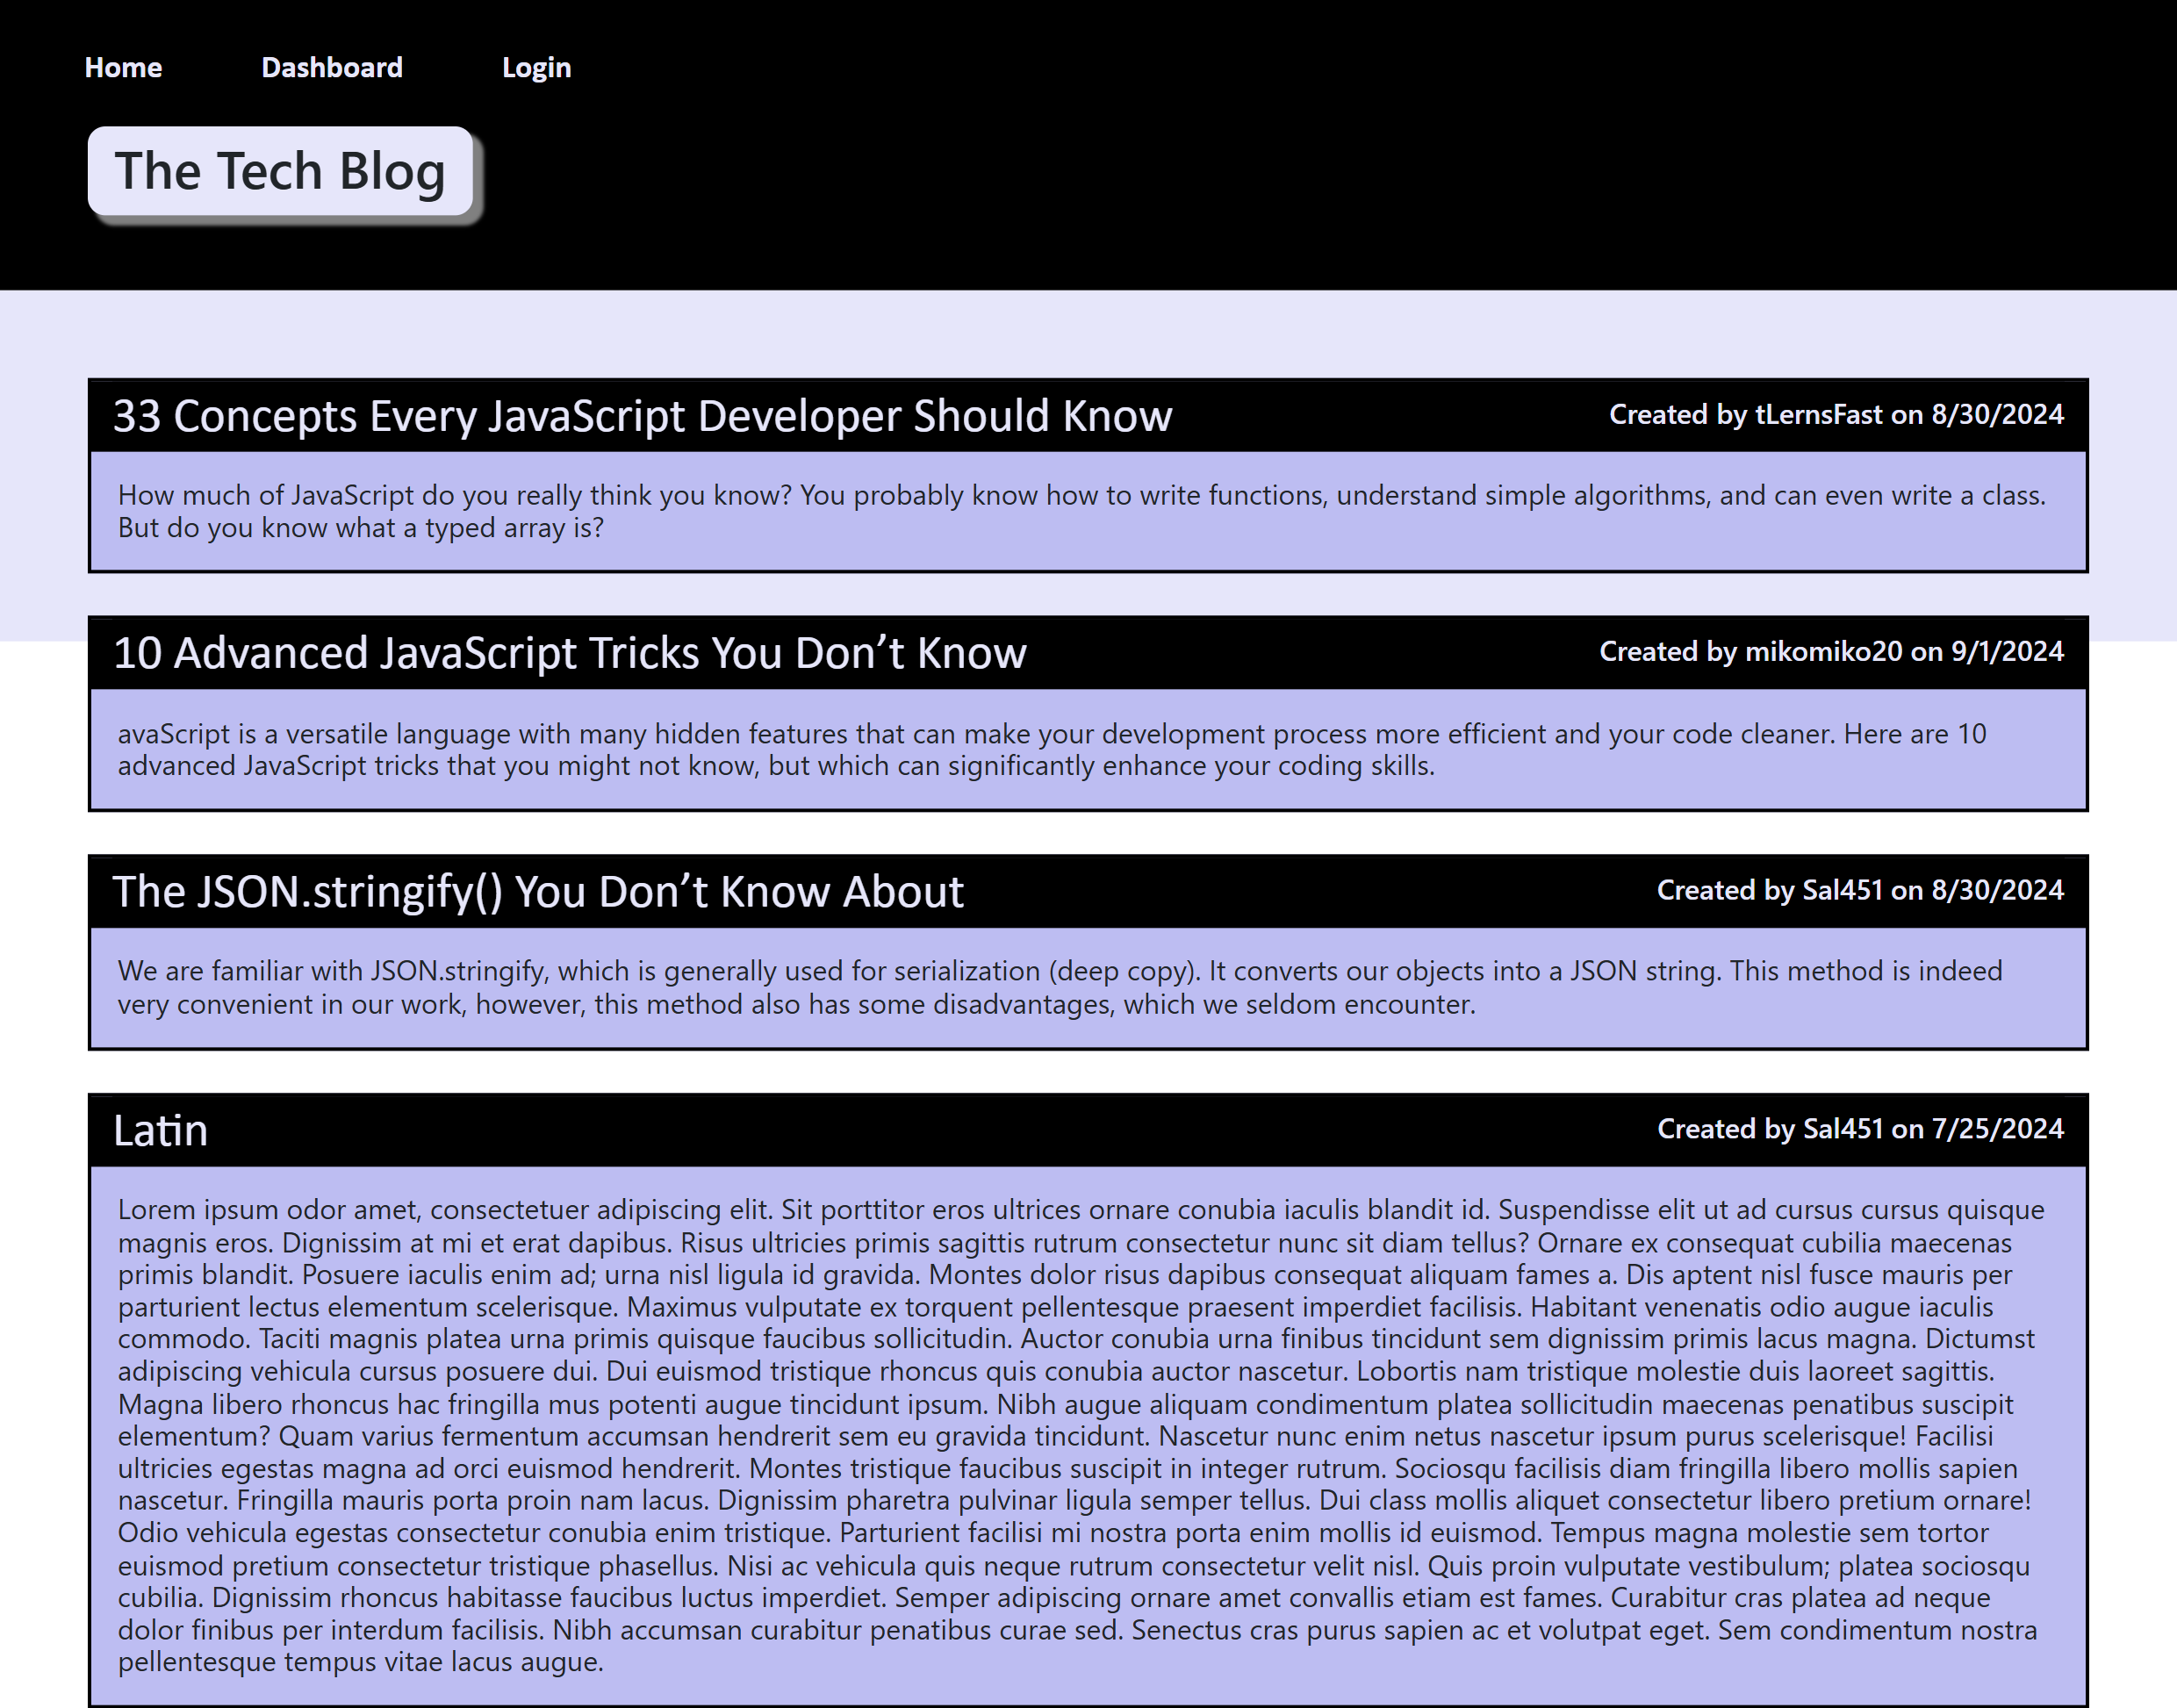 Home Dashboard Login
The Tech Blog
33 Concepts Every JavaScript Developer Should Know Created by tLernsFast on 8/30/2024
How much of JavaScript do you really think you know? You probably know how to write functions, understand simple algorithms, and can even write a class.
But do you know what a typed array is?
10 Advanced JavaScript Tricks You Don’t Know Created by mikomiko20 on 9/1/2024
avaScript is a versatile language with many hidden features that can make your development process more efficient and your code cleaner. Here are 10
advanced JavaScript tricks that you might not know, but which can significantly enhance your coding skills.
The JSON.stringify() You Don’t Know About Created by Sal451 on 8/30/2024
We are familiar with JSON.stringify, which is generally used for serialization (deep copy). It converts our objects into a JSON string. This method is indeed
very convenient in our work, however, this method also has some disadvantages, which we seldom encounter.
Latin Created by Sal451 on 7/25/2024
Lorem ipsum odor amet, consectetuer adipiscing elit. Sit porttitor eros ultrices ornare conubia iaculis blandit id. Suspendisse elit ut ad cursus cursus quisque
magnis eros. Dignissim at mi et erat dapibus. Risus ultricies primis sagittis rutrum consectetur nunc sit diam tellus? Ornare ex consequat cubilia maecenas
primis blandit. Posuere iaculis enim ad; urna nisl ligula id gravida. Montes dolor risus dapibus consequat aliquam fames a. Dis aptent nisl fusce mauris per
parturient lectus elementum scelerisque. Maximus vulputate ex torquent pellentesque praesent imperdiet facilisis. Habitant venenatis odio augue iaculis
commodo. Taciti magnis platea urna primis quisque faucibus sollicitudin. Auctor conubia urna finibus tincidunt sem dignissim primis lacus magna. Dictumst
adipiscing vehicula cursus posuere dui. Dui euismod tristique rhoncus quis conubia auctor nascetur. Lobortis nam tristique molestie duis laoreet sagittis.
Magna libero rhoncus hac fringilla mus potenti augue tincidunt ipsum. Nibh augue aliquam condimentum platea sollicitudin maecenas penatibus suscipit
elementum? Quam varius fermentum accumsan hendrerit sem eu gravida tincidunt. Nascetur nunc enim netus nascetur ipsum purus scelerisque! Facilisi
ultricies egestas magna ad orci euismod hendrerit. Montes tristique faucibus suscipit in integer rutrum. Sociosqu facilisis diam fringilla libero mollis sapien
nascetur. Fringilla mauris porta proin nam lacus. Dignissim pharetra pulvinar ligula semper tellus. Dui class mollis aliquet consectetur libero pretium ornare!
Odio vehicula egestas consectetur conubia enim tristique. Parturient facilisi mi nostra porta enim mollis id euismod. Tempus magna molestie sem tortor
euismod pretium consectetur tristique phasellus. Nisi ac vehicula quis neque rutrum consectetur velit nisl. Quis proin vulputate vestibulum; platea sociosqu
cubilia. Dignissim rhoncus habitasse faucibus luctus imperdiet. Semper adipiscing ornare amet convallis etiam est fames. Curabitur cras platea ad neque
dolor finibus per interdum facilisis. Nibh accumsan curabitur penatibus curae sed. Senectus cras purus sapien ac et volutpat eget. Sem condimentum nostra
pellentesque tempus vitae lacus augue.